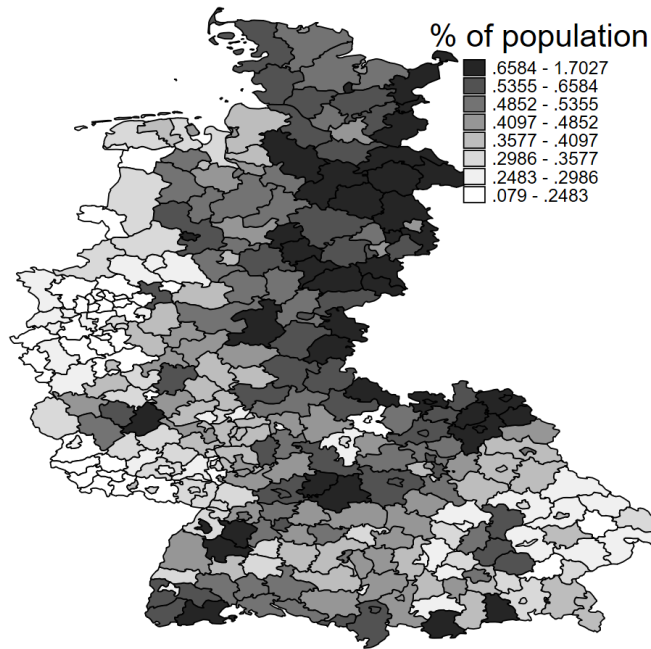 % of population
.6584 - 1.7027
.5355 - .6584
.4852 - .5355
.4097 - .4852
.3577 - .4097
.2986 - .3577
.2483 - .2986
.079 - .2483